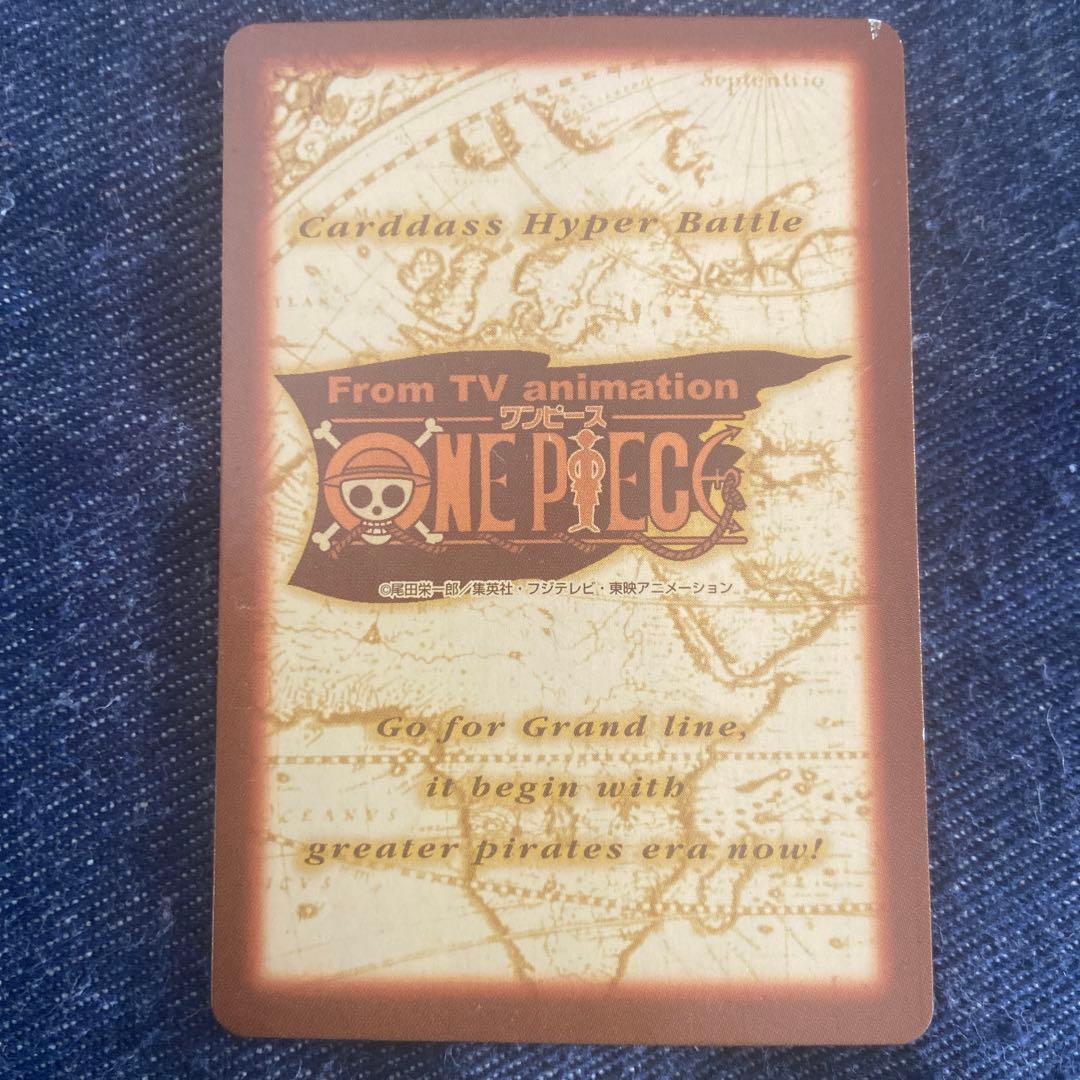 Septentrio
Carddass Hyper Battle
TLAN
From TV animation
ワンピース
ONE PIECE
©尾田栄一郎／集英社・フジテレビ・東映アニメーション
Go for Grand line,
it begin with
CEANVS
greater pirates era now!